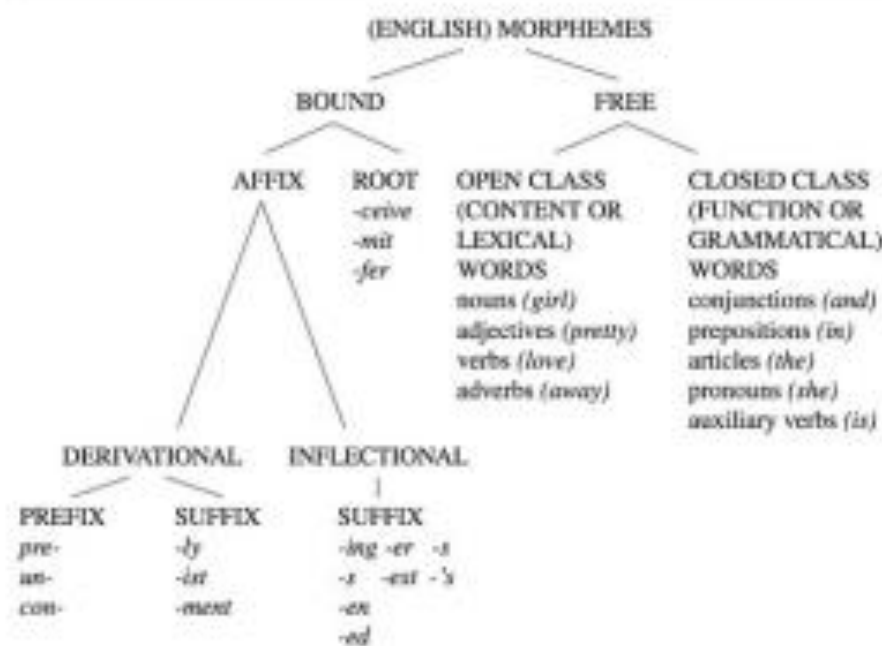 (ENGLISH) MORPHEMES
BOUND FREE
AFFIX ROOT OPEN CLASS CLOSED CLASS
-ceive (CONTENT OR (FUNCTION OR
-mit LEXICAL) GRAMMATICAL)
-fer WORDS WORDS
nouns (girl) conjunctions (and)
adjectives (pretty) prepositions (in)
verbs (love) articles (the)
adverbs (away) pronouns (she)
auxiliary verbs (is)
DERIVATIONAL INFLECTIONAL
PREFIX SUFFIX SUFFIX
pre- -ly -ing -er -s
un- -ist -s -est -'s
con- -ment -en
-ed